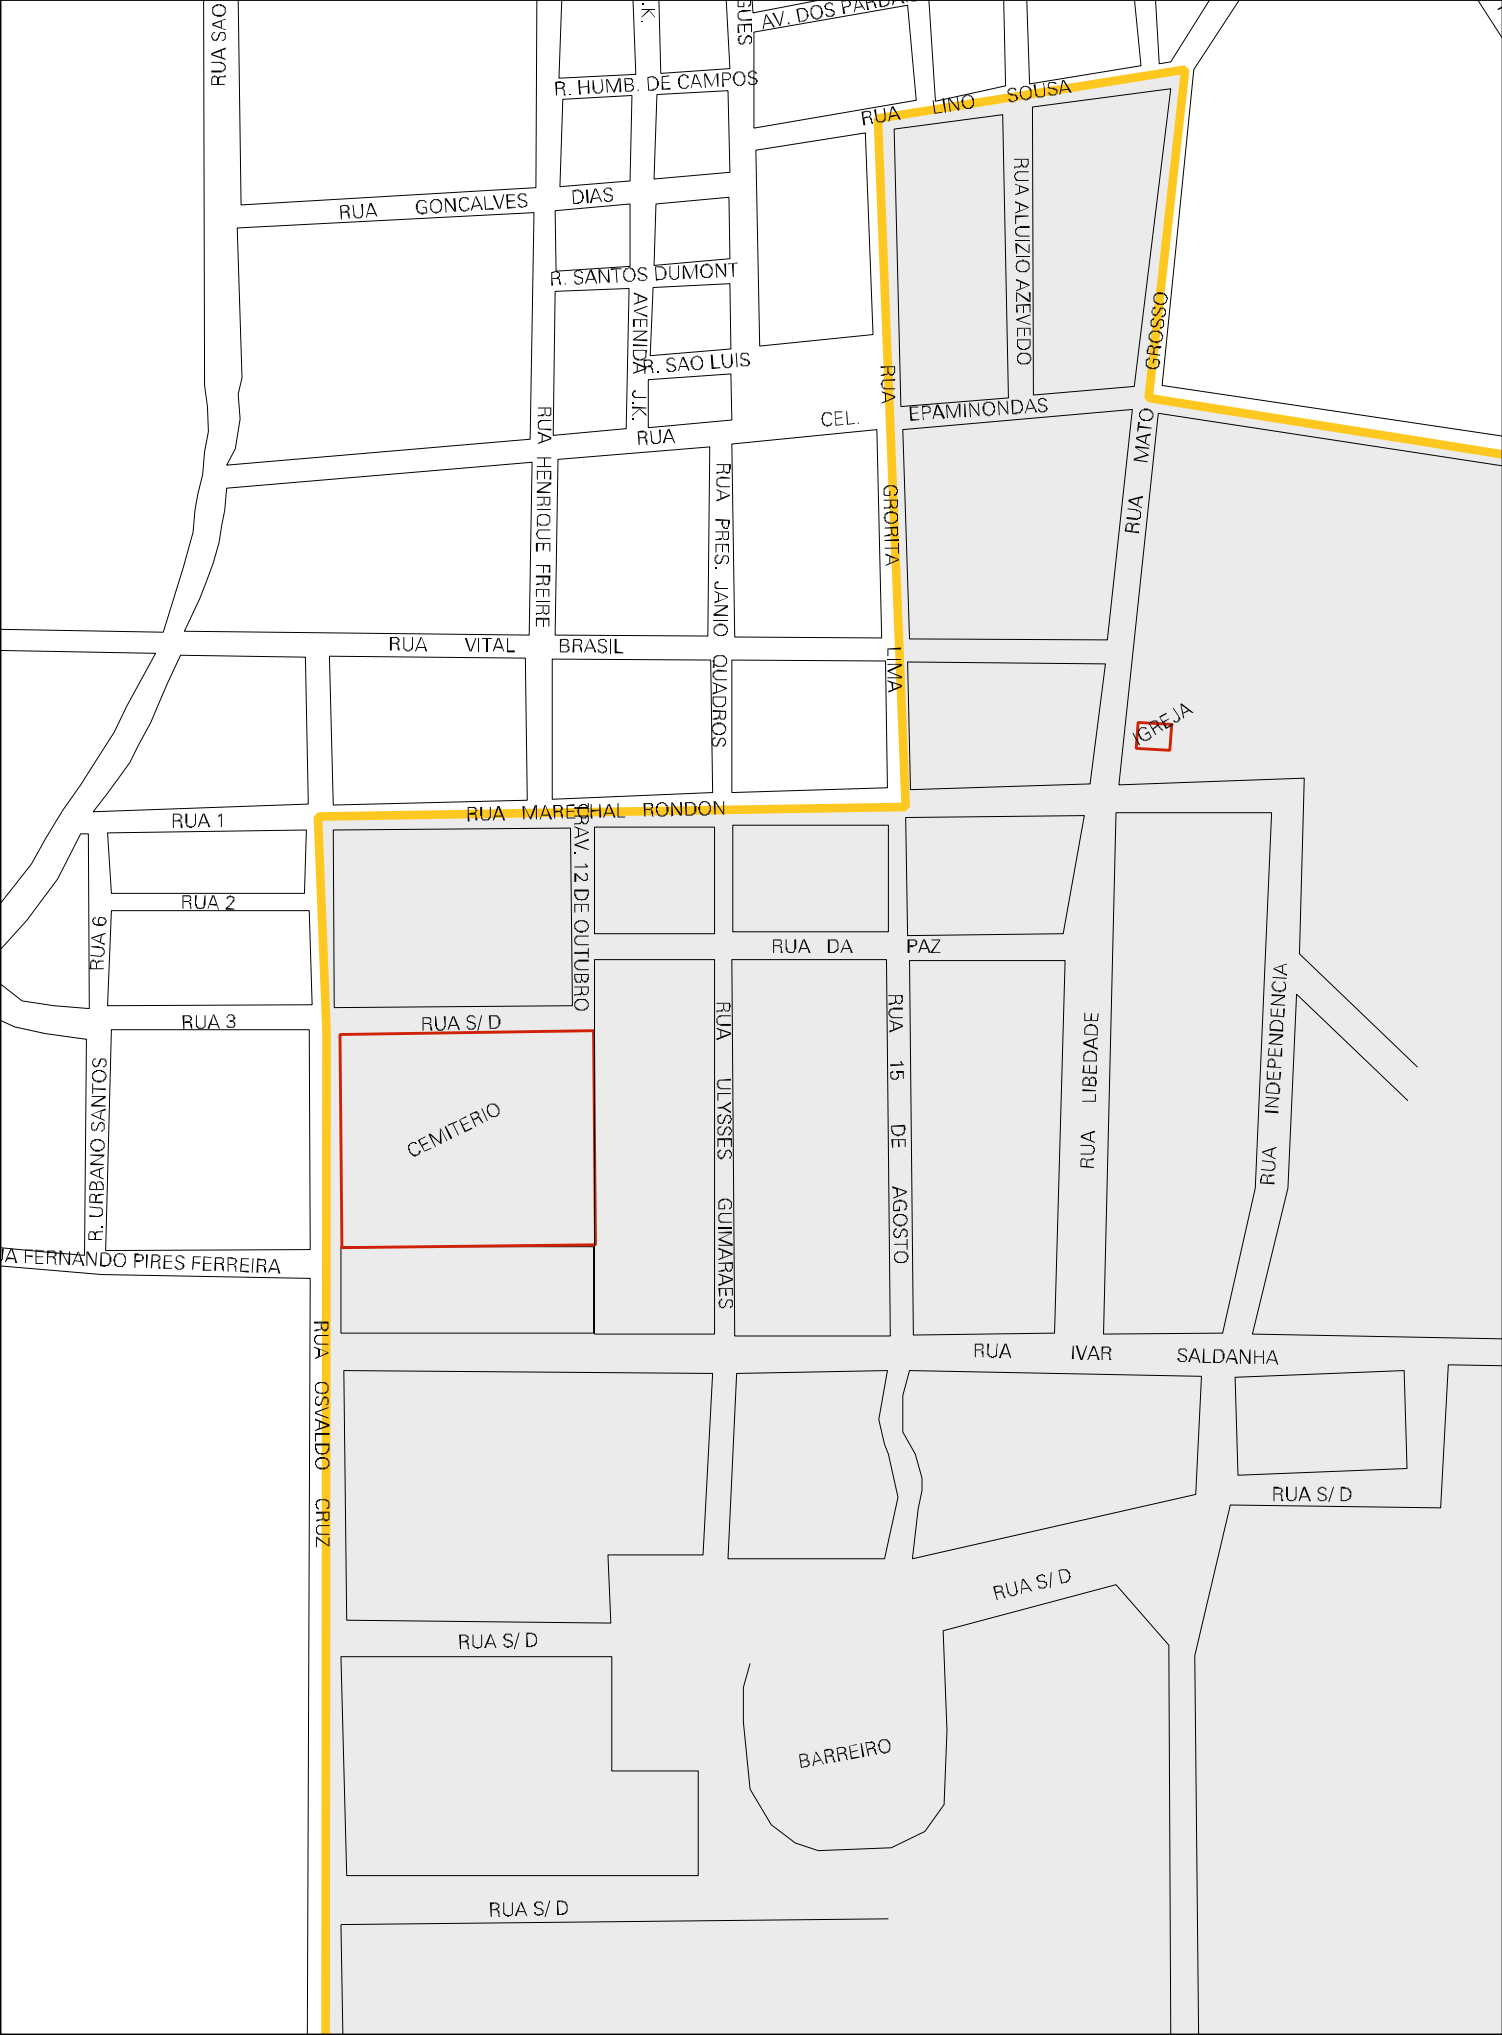 RUA SAO
J.K.
GUES
AV. DOS PARDA
R. HUMB. DE CAMPOS
RUA LINO SOUSA
RUA GONCALVES DIAS
RUA ALUIZIO AZEVEDO
R. SANTOS DUMONT
AVENIDA J.K.
R. SAO LUIS
RUA MATO GROSSO
RUA CEL. EPAMINONDAS
RUA GRORITA LIMA
RUA HENRIQUE FREIRE
RUA PRES. JANIO QUADROS
RUA VITAL BRASIL
IGREJA
RUA MARECHAL RONDON
RUA 1
TRAV. 12 DE OUTUBRO
RUA 2
RUA 6
RUA DA PAZ
RUA 3
RUA S/ D
RUA ULYSSES GUIMARAES
RUA 15 DE AGOSTO
RUA LIBEDADE
RUA INDEPENDENCIA
R. URBANO SANTOS
CEMITERIO
UA FERNANDO PIRES FERREIRA
RUA OSVALDO CRUZ
RUA IVAR SALDANHA
RUA S/ D
RUA S/ D
RUA S/ D
BARREIRO
RUA S/ D